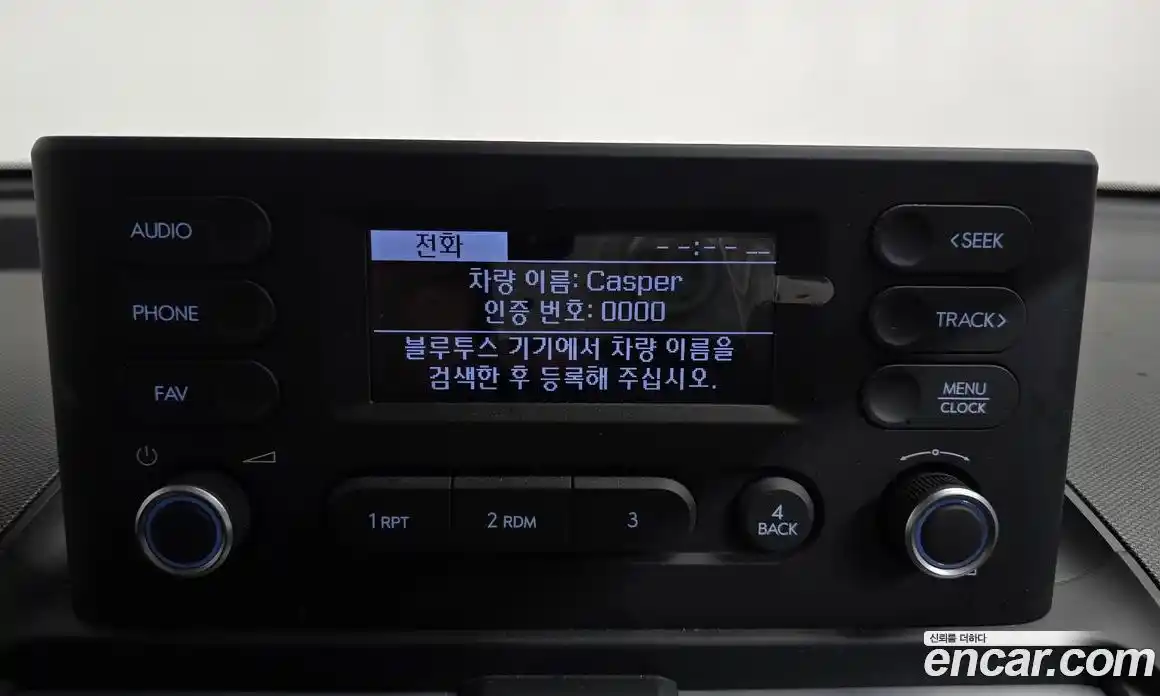 AUDIO
PHONE
FAV
전화 --:-- __
차량 이름: Casper
인증 번호: 0000
블루투스 기기에서 차량 이름을
검색한 후 등록해 주십시오.
<SEEK
TRACK>
MENU
CLOCK
1 RPT
2 RDM
3
4
BACK
신뢰를 더하다
encar.com